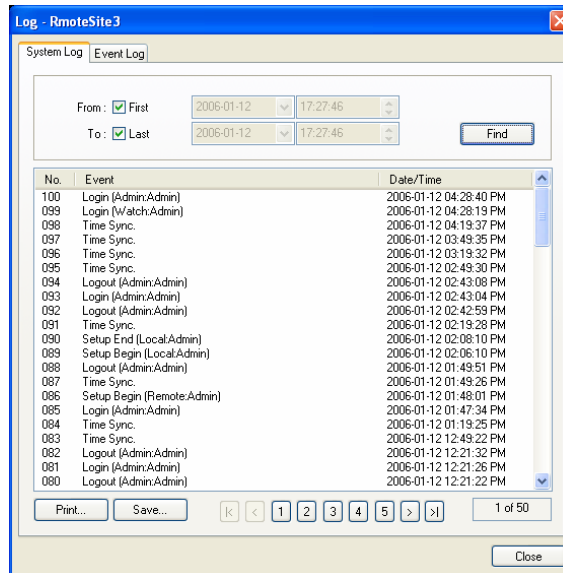 Log - RmoteSite3
System Log Event Log
From : First 2006-01-12 17:27:46
To : Last 2006-01-12 17:27:46
Find
No. Event Date/Time
100 Login (Admin:Admin) 2006-01-12 04:28:40 PM
099 Login (Watch:Admin) 2006-01-12 04:28:19 PM
098 Time Sync. 2006-01-12 04:19:37 PM
097 Time Sync. 2006-01-12 03:49:35 PM
096 Time Sync. 2006-01-12 03:19:32 PM
095 Time Sync. 2006-01-12 02:49:30 PM
094 Logout (Admin:Admin) 2006-01-12 02:43:08 PM
093 Login (Admin:Admin) 2006-01-12 02:43:04 PM
092 Logout (Admin:Admin) 2006-01-12 02:42:59 PM
091 Time Sync. 2006-01-12 02:19:28 PM
090 Setup End (Local:Admin) 2006-01-12 02:08:10 PM
089 Setup Begin (Local:Admin) 2006-01-12 02:06:10 PM
088 Logout (Admin:Admin) 2006-01-12 01:49:51 PM
087 Time Sync. 2006-01-12 01:49:26 PM
086 Setup Begin (Remote:Admin) 2006-01-12 01:48:01 PM
085 Login (Admin:Admin) 2006-01-12 01:47:34 PM
084 Time Sync. 2006-01-12 01:19:25 PM
083 Time Sync. 2006-01-12 12:49:22 PM
082 Logout (Admin:Admin) 2006-01-12 12:21:32 PM
081 Login (Admin:Admin) 2006-01-12 12:21:26 PM
080 Logout (Admin:Admin) 2006-01-12 12:21:22 PM
Print... Save... 1 2 3 4 5 1 of 50
Close